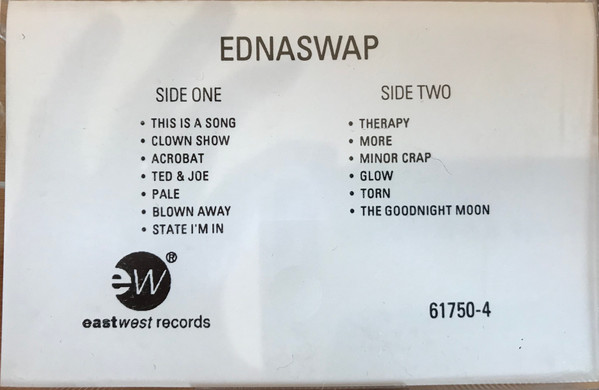 EDNASWAP
SIDE ONE
• THIS IS A SONG
• CLOWN SHOW
• ACROBAT
• TED & JOE
• PALE
• BLOWN AWAY
• STATE I'M IN
SIDE TWO
• THERAPY
• MORE
• MINOR CRAP
• GLOW
• TORN
• THE GOODNIGHT MOON
ew®
eastwest records
61750-4